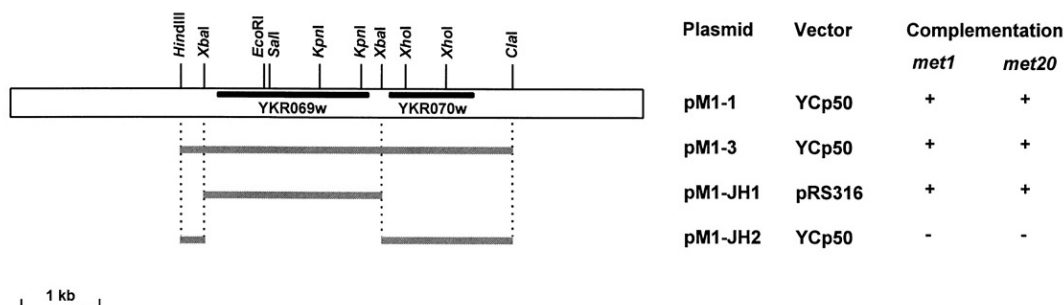 HindIII XbaI EcoRI SalI KpnI KpnI XbaI XhoI XhoI ClaI
YKR069w YKR070w
1 kb
Plasmid Vector Complementation
met1 met20
pM1-1 YCp50 + +
pM1-3 YCp50 + +
pM1-JH1 pRS316 + +
pM1-JH2 YCp50 - -